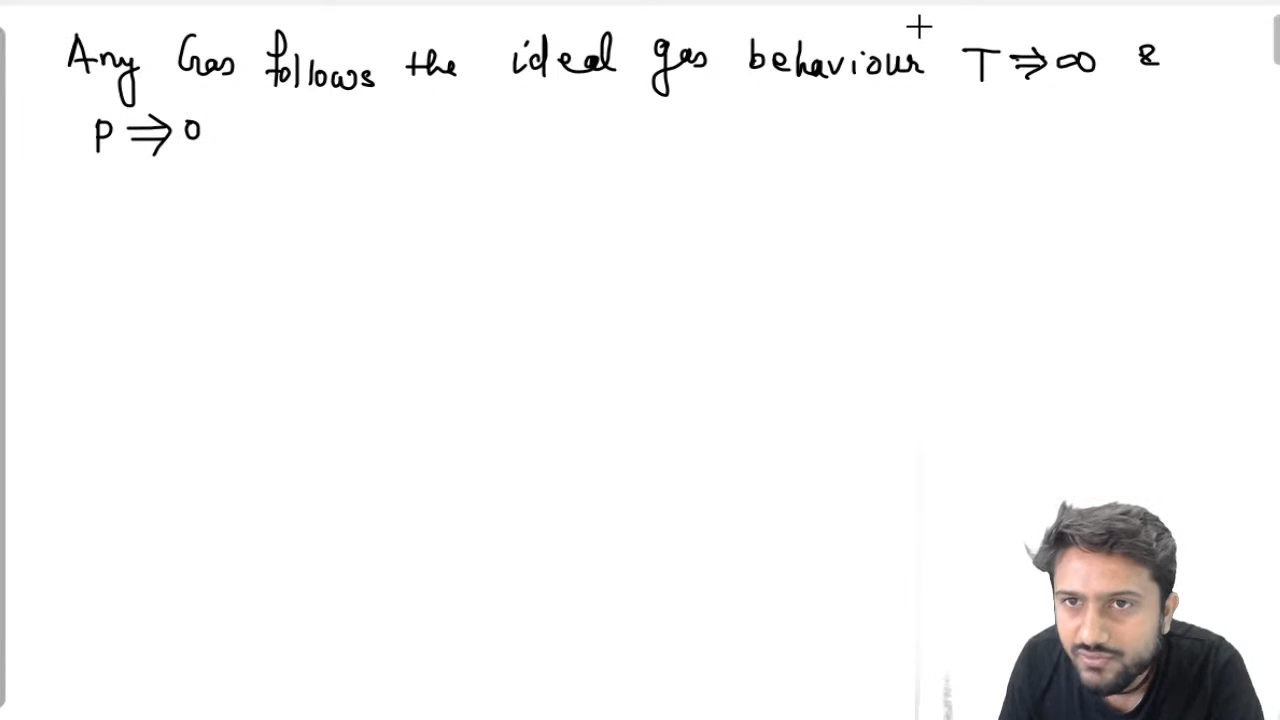 Any Gas follows the ideal gas behaviour T ⇒ ∞ &
P ⇒ 0